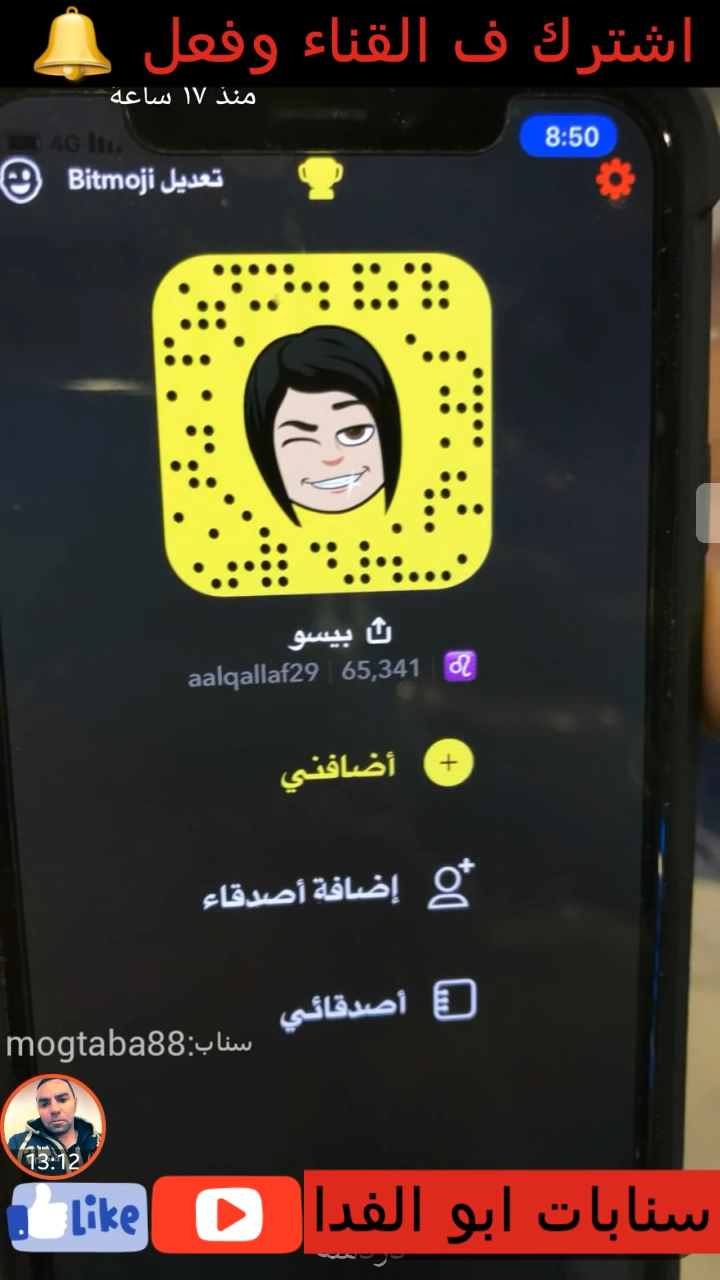 اشترك ف القناء وفعل
منذ ١٧ ساعة
4G 8:50
تعديل Bitmoji
بيسو
aalqallaf29 | 65,341
أضافني
إضافة أصدقاء
أصدقائي
سناب:mogtaba88
13:12
Like
سنابات ابو الفدا